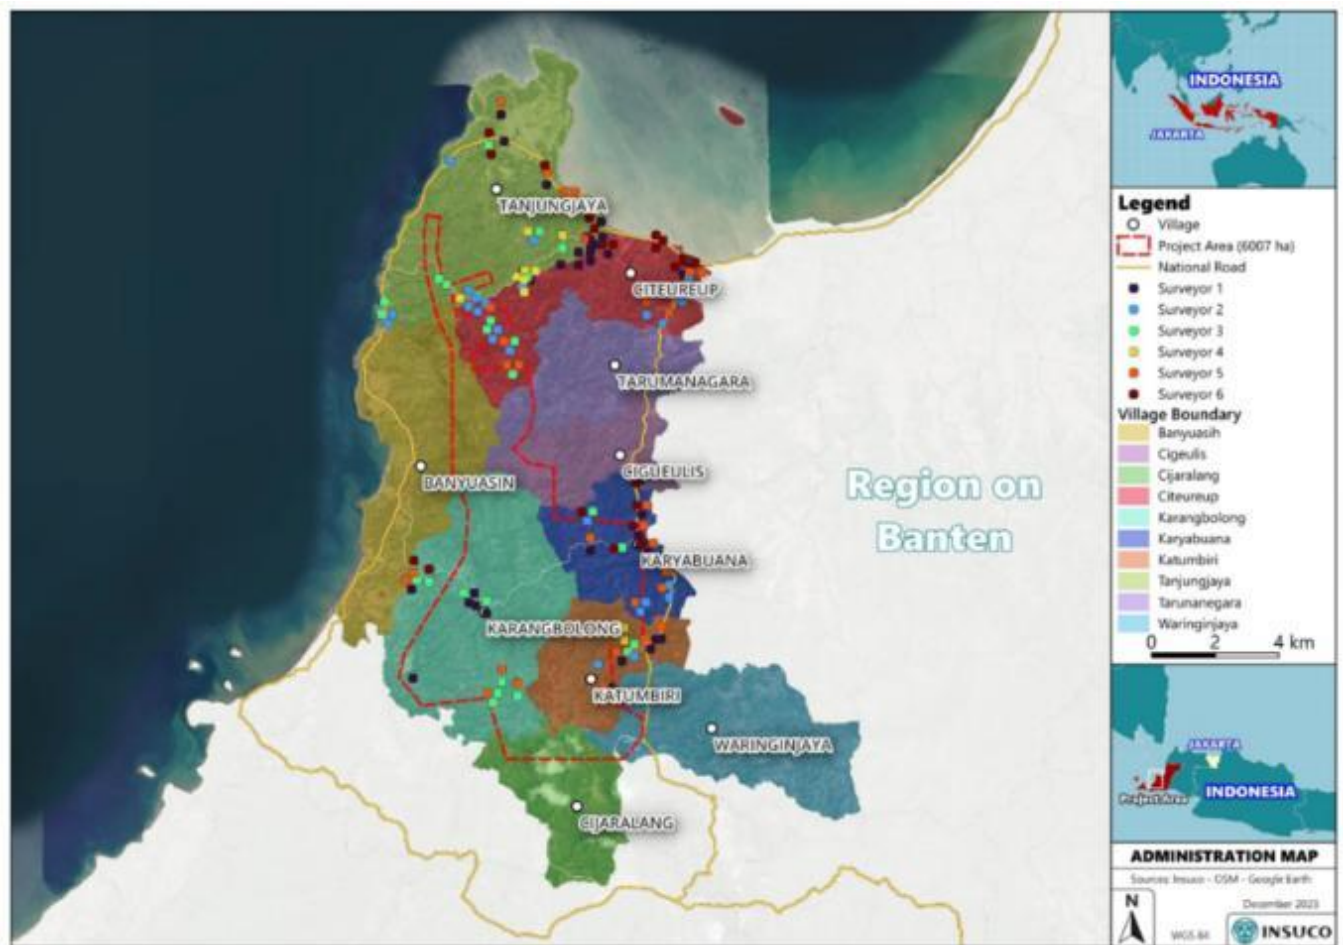 TANJUNGJAYA
CITEUREUP
TARUMANAGARA
CIGUEULIS
BANYUASIN
KARYABUANA
KARANGBOLONG
KATUMBIRI
WARINGINJAYA
CIJARALANG
Region on
Banten
INDONESIA
JAKARTA
Legend
Village
Project Area (6007 ha)
National Road
Surveyor 1
Surveyor 2
Surveyor 3
Surveyor 4
Surveyor 5
Surveyor 6
Village Boundary
Banyuasih
Cigeulis
Cijaralang
Citeureup
Karangbolong
Karyabuana
Katumbiri
Tanjungjaya
Tarunanegara
Waringinjaya
0 2 4 km
JAKARTA
Project Area
INDONESIA
ADMINISTRATION MAP
Sources: Insuco - OSM - Google Earth
N
December 2023
WGS 84
INSUCO